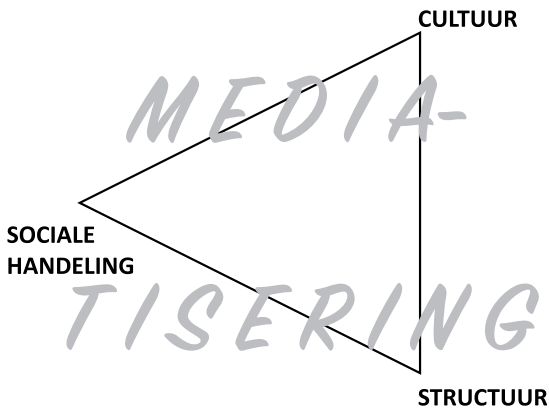 CULTUUR
MEDIA-
SOCIALE
HANDELING
TISERING
STRUCTUUR